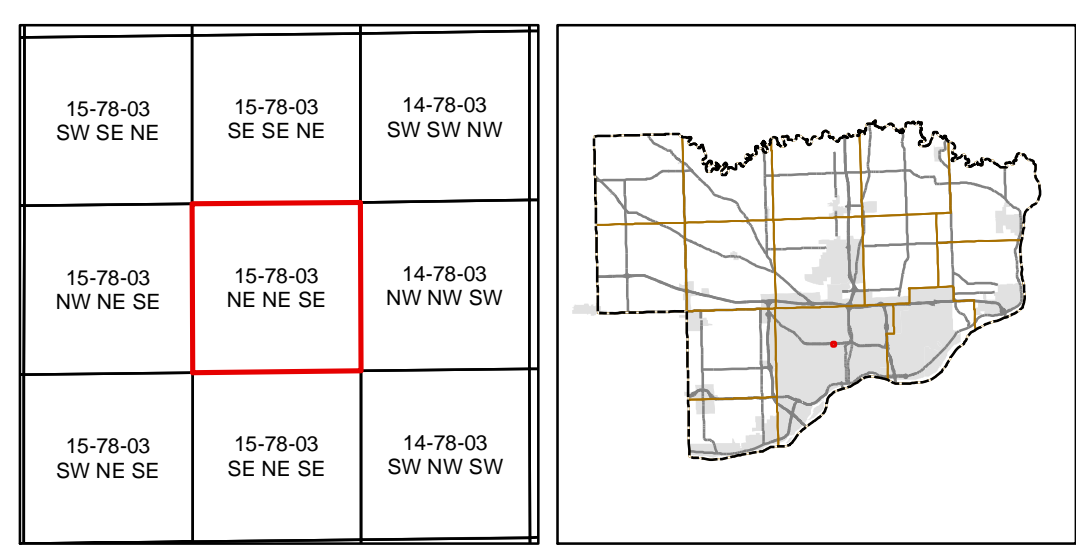 15-78-03
SW SE NE
15-78-03
SE SE NE
14-78-03
SW SW NW
15-78-03
NW NE SE
15-78-03
NE NE SE
14-78-03
NW NW SW
15-78-03
SW NE SE
15-78-03
SE NE SE
14-78-03
SW NW SW